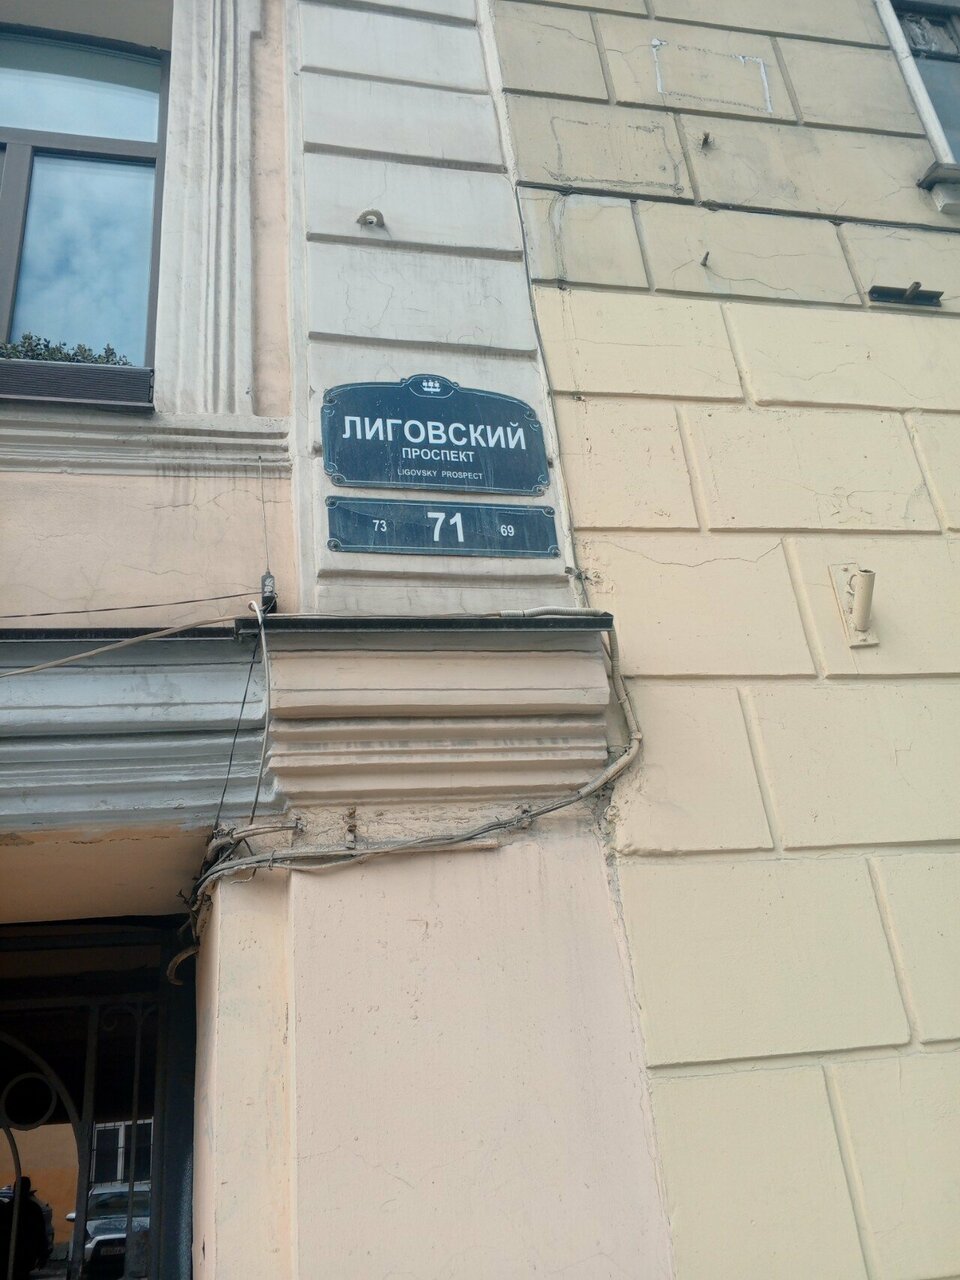 ЛИГОВСКИЙ
ПРОСПЕКТ
LIGOVSKY PROSPECT
73 71 69